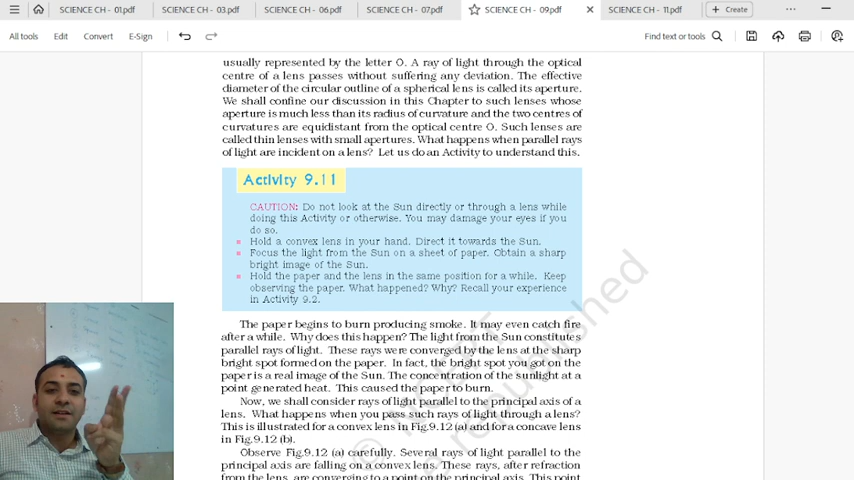 SCIENCE CH - 01.pdf
SCIENCE CH - 03.pdf
SCIENCE CH - 06.pdf
SCIENCE CH - 07.pdf
SCIENCE CH - 09.pdf
SCIENCE CH - 11.pdf
+ Create
All tools
Edit
Convert
E-Sign
Find text or tools
usually represented by the letter O. A ray of light through the optical
centre of a lens passes without suffering any deviation. The effective
diameter of the circular outline of a spherical lens is called its aperture.
We shall confine our discussion in this Chapter to such lenses whose
aperture is much less than its radius of curvature and the two centres of
curvatures are equidistant from the optical centre O. Such lenses are
called thin lenses with small apertures. What happens when parallel rays
of light are incident on a lens? Let us do an Activity to understand this.
Activity 9.11
CAUTION: Do not look at the Sun directly or through a lens while
doing this Activity or otherwise. You may damage your eyes if you
do so.
Hold a convex lens in your hand. Direct it towards the Sun.
Focus the light from the Sun on a sheet of paper. Obtain a sharp
bright image of the Sun.
Hold the paper and the lens in the same position for a while. Keep
observing the paper. What happened? Why? Recall your experience
in Activity 9.2.
The paper begins to burn producing smoke. It may even catch fire
after a while. Why does this happen? The light from the Sun constitutes
parallel rays of light. These rays were converged by the lens at the sharp
bright spot formed on the paper. In fact, the bright spot you got on the
paper is a real image of the Sun. The concentration of the sunlight at a
point generated heat. This caused the paper to burn.
Now, we shall consider rays of light parallel to the principal axis of a
lens. What happens when you pass such rays of light through a lens?
This is illustrated for a convex lens in Fig.9.12 (a) and for a concave lens
in Fig.9.12 (b).
Observe Fig.9.12 (a) carefully. Several rays of light parallel to the
principal axis are falling on a convex lens. These rays, after refraction
from the lens, are converging to a point on the principal axis. This point
republished